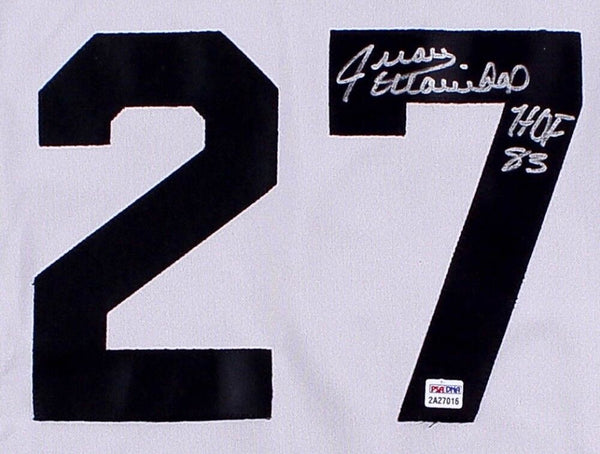 27
Juan
Marichal
HOF
83
PSA DNA
2A27016